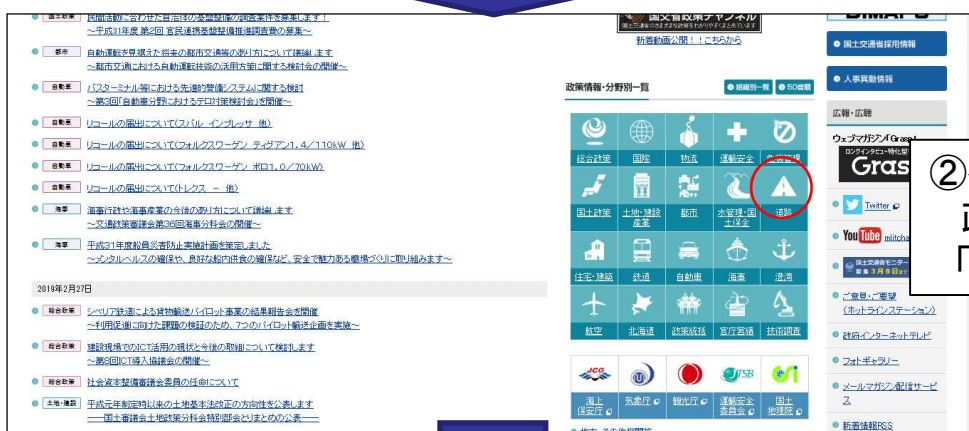 国土政策 民間活動に合わせた自治体の基盤整備の調査案件を募集します！
～平成31年度 第2回 官民連携基盤整備推進調査費の募集～
都市 自動運転を見据えた将来の都市交通等のあり方について議論します
～都市交通における自動運転技術の活用方策に関する検討会の開催～
自動車 バスターミナル等における先進的警備システムに関する検討
～第3回「自動車分野におけるテロ対策検討会」を開催～
自動車 リコールの届出について(スバル インプレッサ 他)
自動車 リコールの届出について(フォルクスワーゲン ティグアン1.4/110kW 他)
自動車 リコールの届出について(フォルクスワーゲン ポロ1.0/70kW)
自動車 リコールの届出について(トレクス － 他)
海事 海事行政や海事産業の今後のあり方について議論します
～交通政策審議会第36回海事分科会の開催～
海事 平成31年度船員災害防止実施計画を策定しました
～メンタルヘルスの確保や、良好な船内供食の確保など、安全で魅力ある職場づくりに取り組みます～
2019年2月27日
総合政策 シベリア鉄道による貨物輸送パイロット事業の結果報告会を開催
～利用促進に向けた課題の検証のため、7つのパイロット輸送企画を実施～
総合政策 建設現場でのICT活用の現状と今後の取組について検討します
～第8回ICT導入協議会の開催～
総合政策 社会資本整備審議会委員の任命について
土地・建設 平成元年制定時以来の土地基本法改正の方向性を公表します
――国土審議会土地政策分科会特別部会とりまとめの公表――
国交省政策チャンネル
新着動画公開！！こちらから
政策情報・分野別一覧 組織別一覧 50音順
総合政策 国際 物流 運輸安全
国土政策 土地・建設産業 都市 水管理・国土保全 道路
住宅・建築 鉄道 自動車 海事 港湾
航空 北海道 政策統括 官庁営繕 技術調査
JCG JTSB
海上保安庁 気象庁 観光庁 運輸安全委員会 国土地理院
国土交通省採用情報
人事異動情報
広報・広聴
ウェブマガジン「Grasp」
Gras
Twitter
YouTube mlitcha
国土交通省モニター
ご意見・ご要望
(ホットラインステーション)
政府インターネットテレビ
フォトギャラリー
メールマガジン配信サービス
新着情報RSS
②
「